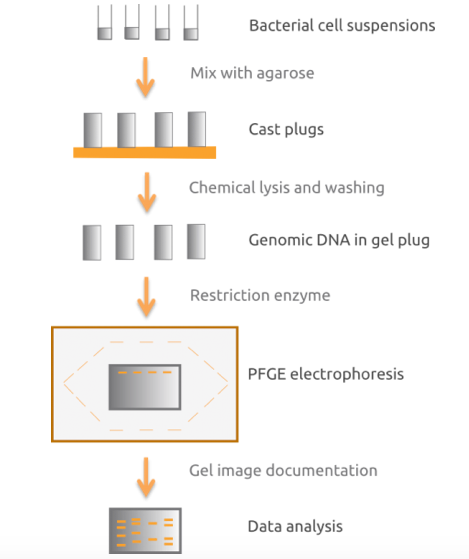 Bacterial cell suspensions
Mix with agarose
Cast plugs
Chemical lysis and washing
Genomic DNA in gel plug
Restriction enzyme
PFGE electrophoresis
Gel image documentation
Data analysis